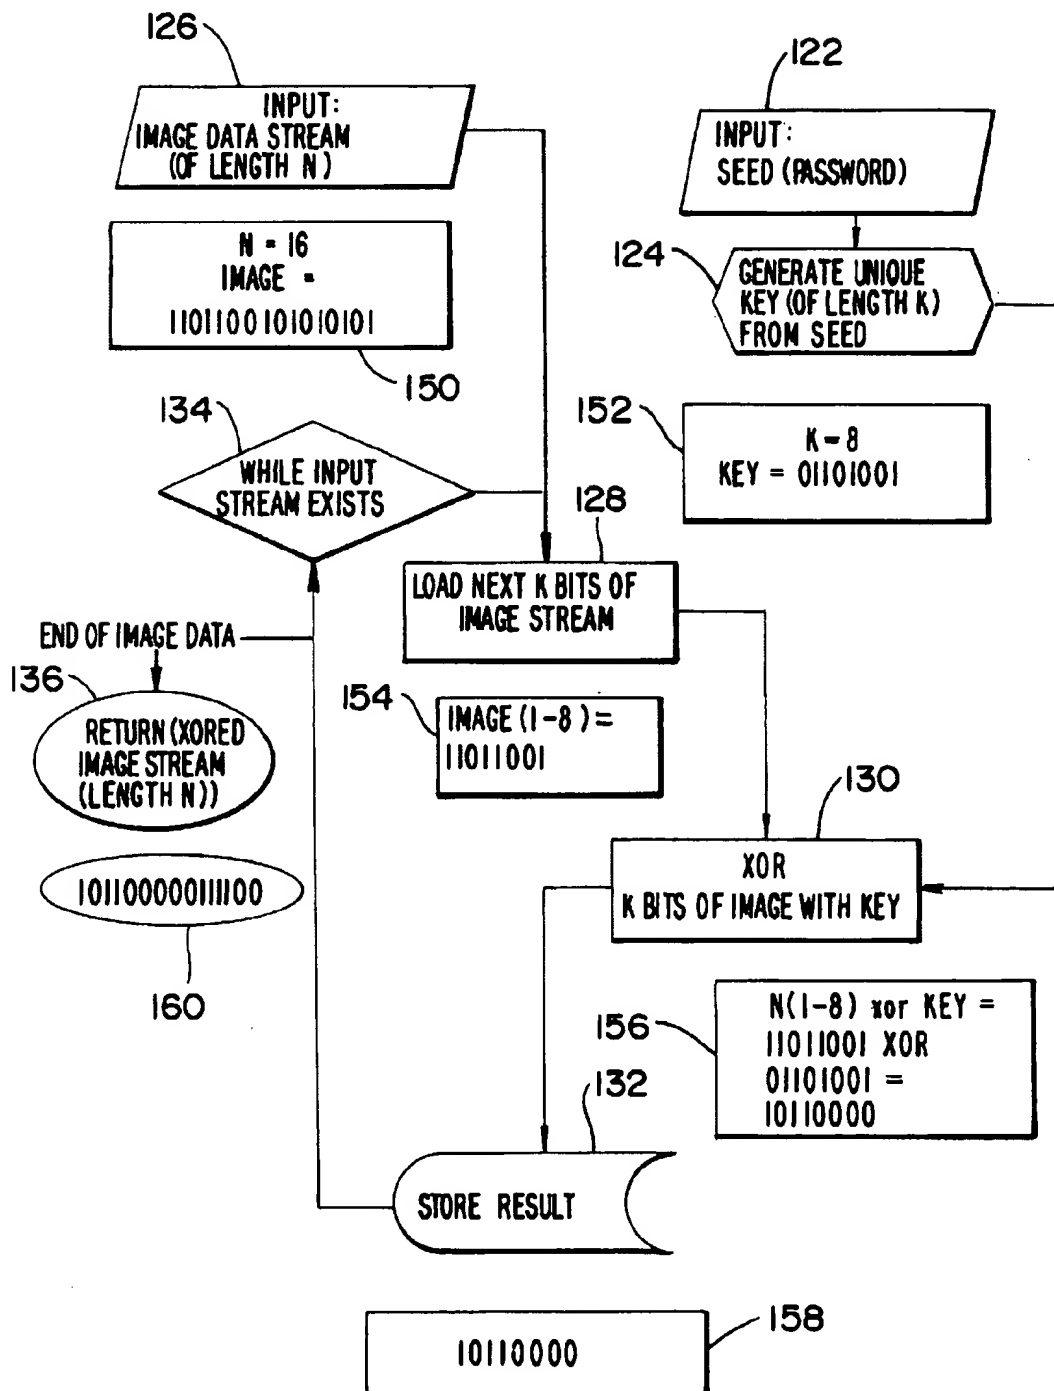 126
122
INPUT:
IMAGE DATA STREAM
(OF LENGTH N)
INPUT:
SEED (PASSWORD)
N = 16
IMAGE =
1101100101010101
150
124
GENERATE UNIQUE
KEY (OF LENGTH K)
FROM SEED
134
WHILE INPUT
STREAM EXISTS
152
K-8
KEY = 01101001
128
LOAD NEXT K BITS OF
IMAGE STREAM
END OF IMAGE DATA
136
RETURN (XORED
IMAGE STREAM
(LENGTH N))
154
IMAGE (1-8) =
11011001
130
XOR
K BITS OF IMAGE WITH KEY
101100000111100
160
156
N(1-8) xor KEY =
11011001 XOR
01101001 =
10110000
132
STORE RESULT
158
10110000